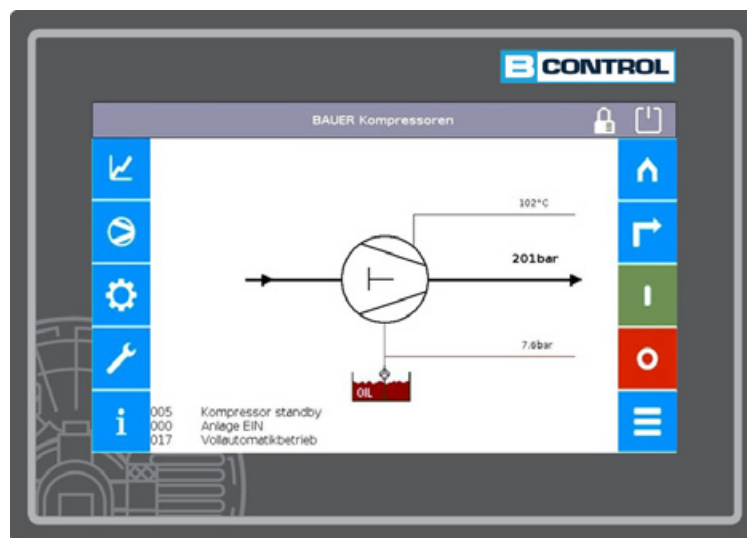 B CONTROL
BAUER Kompressoren
102°C
201bar
7.6bar
OIL
005 Kompressor standby
000 Anlage EIN
017 Vollautomatikbetrieb